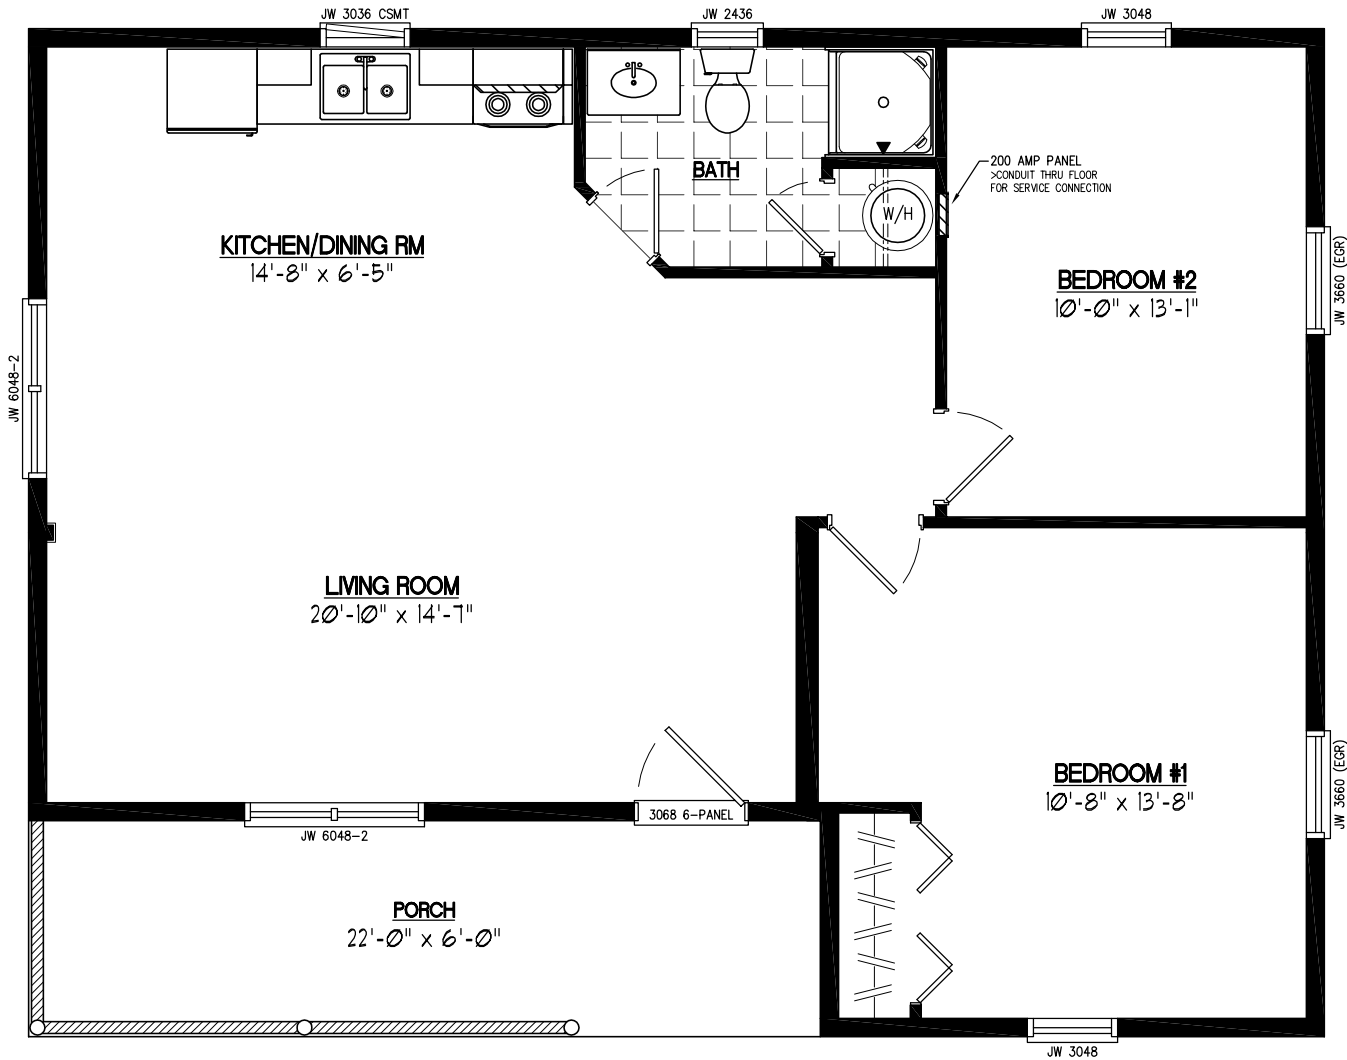 JW 3036 CSMT
JW 2436
JW 3048
BATH
200 AMP PANEL
>CONDUIT THRU FLOOR
FOR SERVICE CONNECTION
W/H
KITCHEN/DINING RM
14'-8" x 6'-5"
BEDROOM #2
10'-0" x 13'-1"
JW 3660 (EGR)
JW 6048-2
LIVING ROOM
20'-10" x 14'-7"
BEDROOM #1
10'-8" x 13'-8"
JW 3660 (EGR)
3068 6-PANEL
JW 6048-2
PORCH
22'-0" x 6'-0"
JW 3048